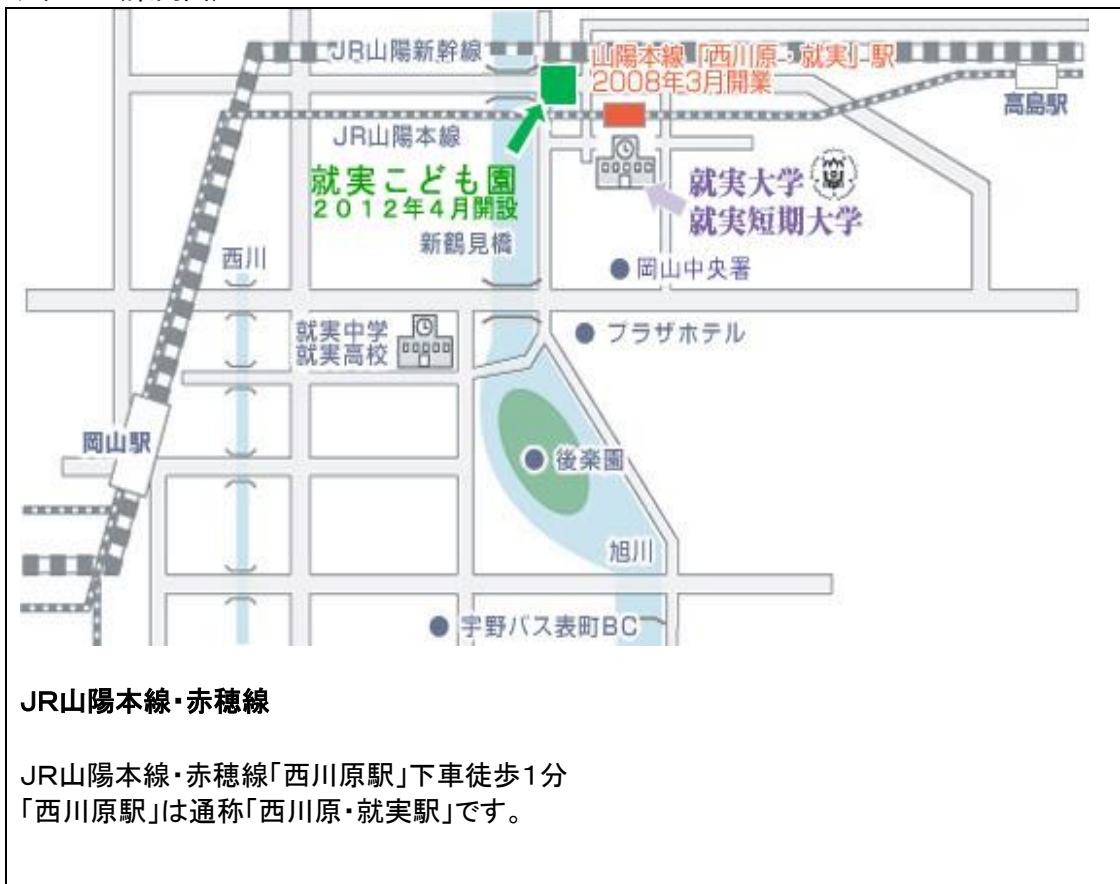 JR山陽新幹線
山陽本線「西川原・就実」駅
2008年3月開業
高島駅
JR山陽本線
就実こども園
2012年4月開設
就実大学
就実短期大学
新鶴見橋
西川
岡山中央署
就実中学
就実高校
プラザホテル
岡山駅
後楽園
旭川
宇野バス表町BC
JR山陽本線・赤穂線
JR山陽本線・赤穂線「西川原駅」下車徒歩1分
「西川原駅」は通称「西川原・就実駅」です。